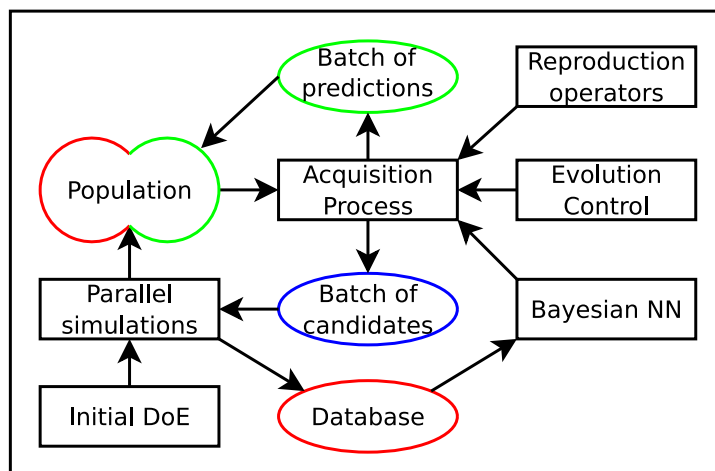 Batch of
predictions
Reproduction
operators
Population
Acquisition
Process
Evolution
Control
Parallel
simulations
Batch of
candidates
Bayesian NN
Initial DoE
Database